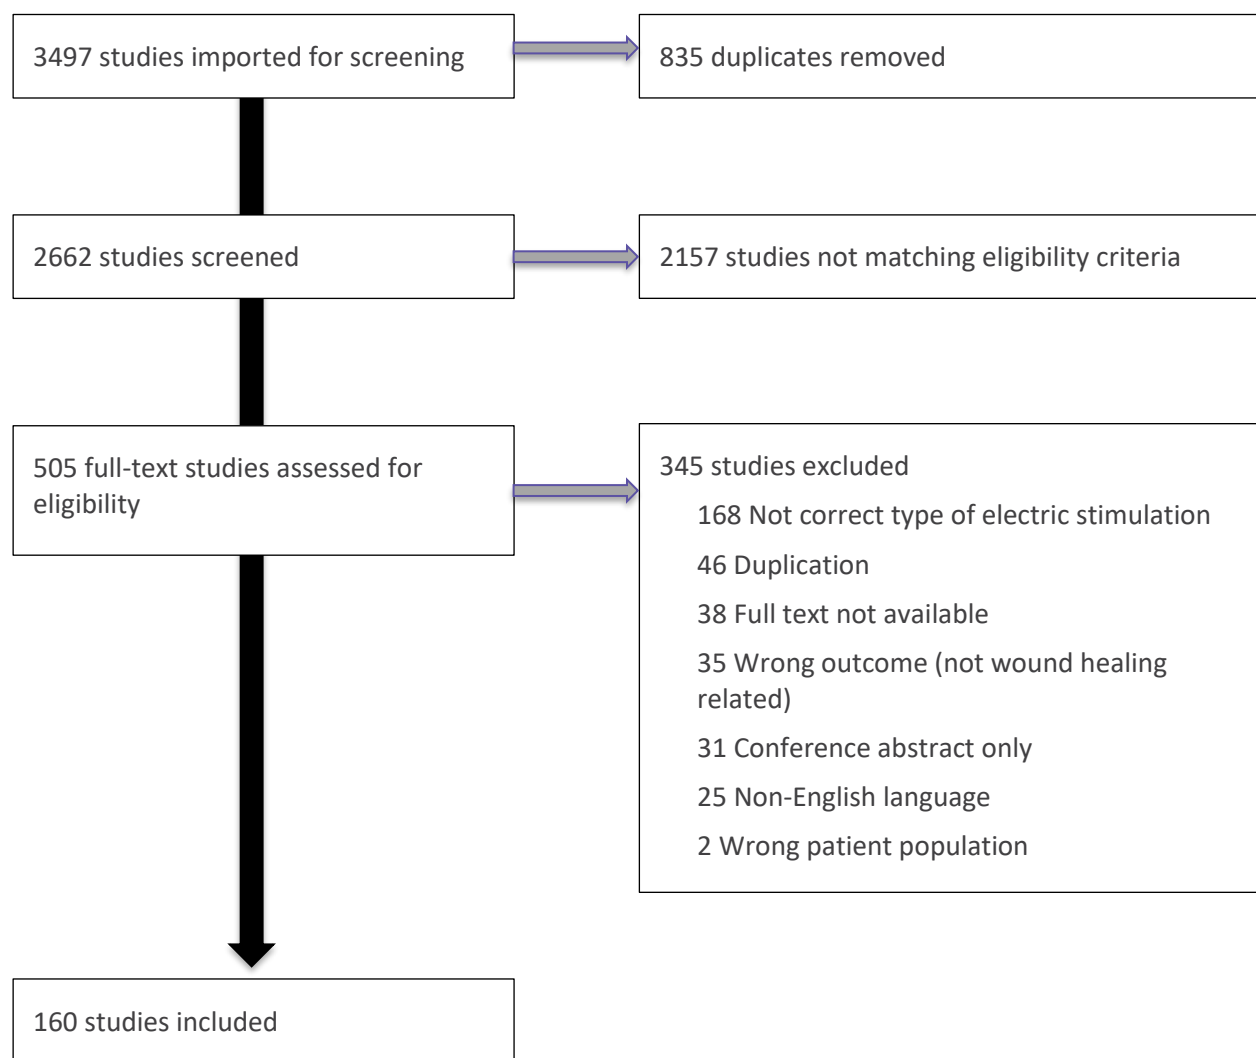 3497 studies imported for screening
835 duplicates removed
2662 studies screened
2157 studies not matching eligibility criteria
505 full-text studies assessed for
eligibility
345 studies excluded
168 Not correct type of electric stimulation
46 Duplication
38 Full text not available
35 Wrong outcome (not wound healing
related)
31 Conference abstract only
25 Non-English language
2 Wrong patient population
160 studies included